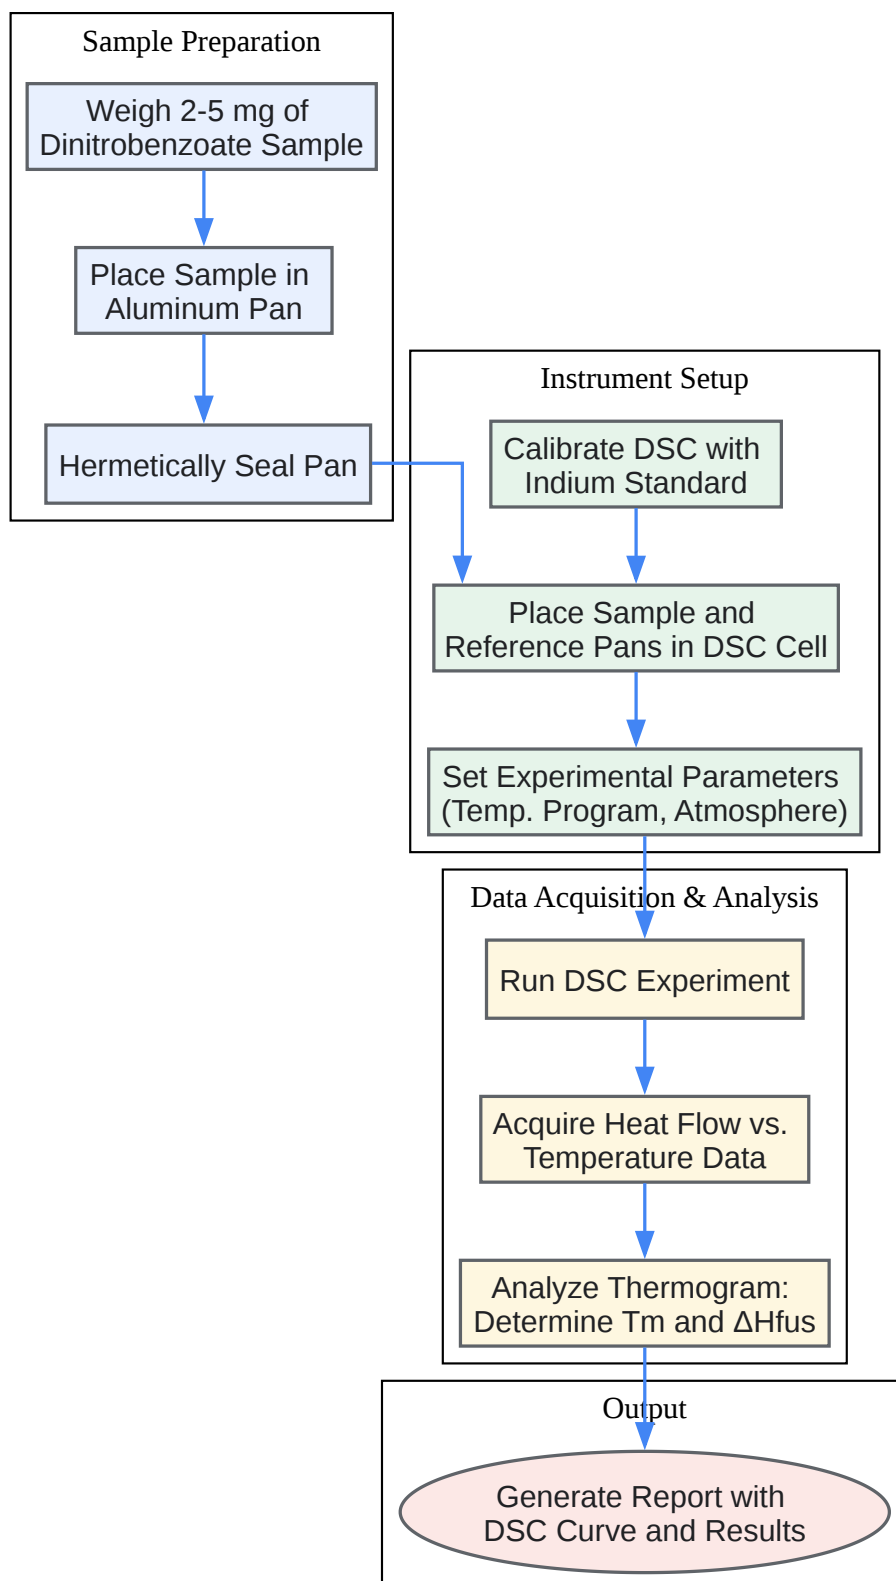 Sample Preparation
Weigh 2-5 mg of
Dinitrobenzoate Sample
Place Sample in
Aluminum Pan
Hermetically Seal Pan
Instrument Setup
Calibrate DSC with
Indium Standard
Place Sample and
Reference Pans in DSC Cell
Set Experimental Parameters
(Temp. Program, Atmosphere)
Data Acquisition & Analysis
Run DSC Experiment
Acquire Heat Flow vs.
Temperature Data
Analyze Thermogram:
Determine Tm and ΔHfus
Output
Generate Report with
DSC Curve and Results